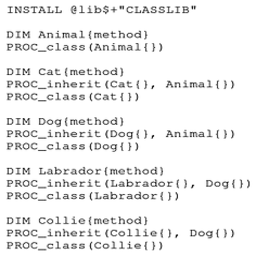 INSTALL @lib$+"CLASSLIB"
DIM Animal{method}
PROC_class(Animal{})
DIM Cat{method}
PROC_inherit(Cat{}, Animal{})
PROC_class(Cat{})
DIM Dog{method}
PROC_inherit(Dog{}, Animal{})
PROC_class(Dog{})
DIM Labrador{method}
PROC_inherit(Labrador{}, Dog{})
PROC_class(Labrador{})
DIM Collie{method}
PROC_inherit(Collie{}, Dog{})
PROC_class(Collie{})